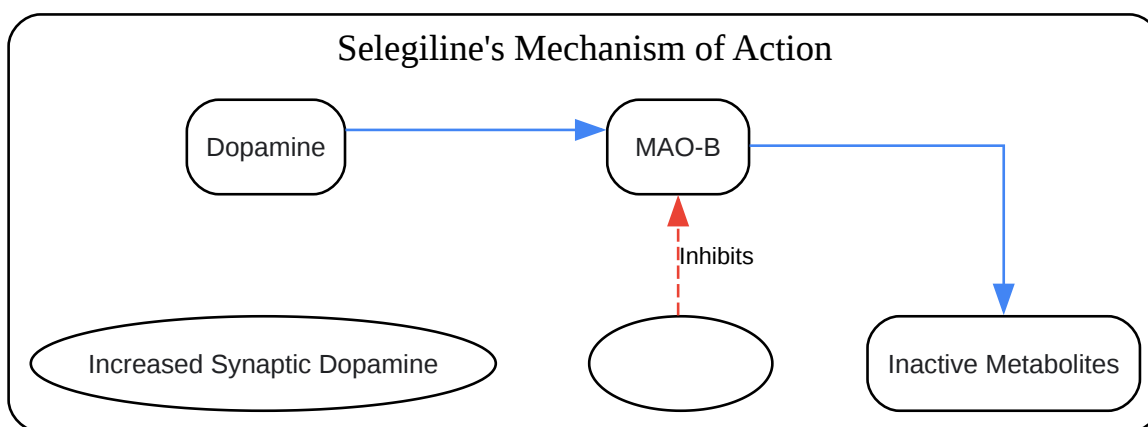 Selegiline's Mechanism of Action
Dopamine
MAO-B
Inhibits
Increased Synaptic Dopamine
Inactive Metabolites